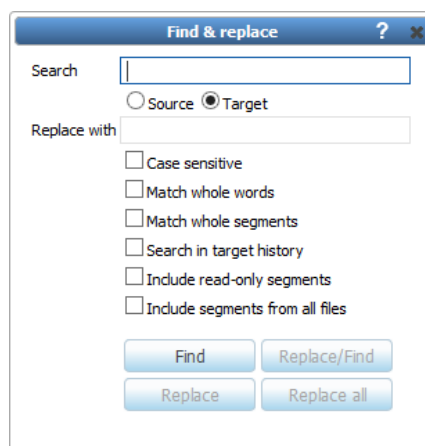 Find & replace ?
Search
Source Target
Replace with
Case sensitive
Match whole words
Match whole segments
Search in target history
Include read-only segments
Include segments from all files
Find Replace/Find
Replace Replace all